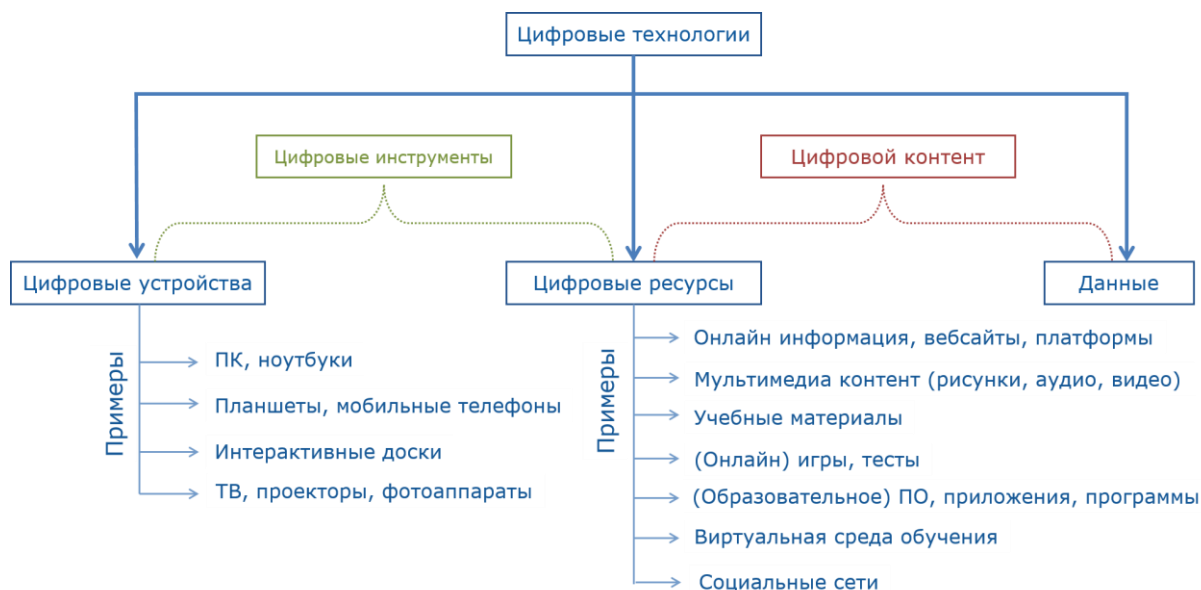 Цифровые технологии
Цифровые инструменты
Цифровой контент
Цифровые устройства
Цифровые ресурсы
Данные
Примеры
ПК, ноутбуки
Планшеты, мобильные телефоны
Интерактивные доски
ТВ, проекторы, фотоаппараты
Примеры
Онлайн информация, вебсайты, платформы
Мультимедиа контент (рисунки, аудио, видео)
Учебные материалы
(Онлайн) игры, тесты
(Образовательное) ПО, приложения, программы
Виртуальная среда обучения
Социальные сети